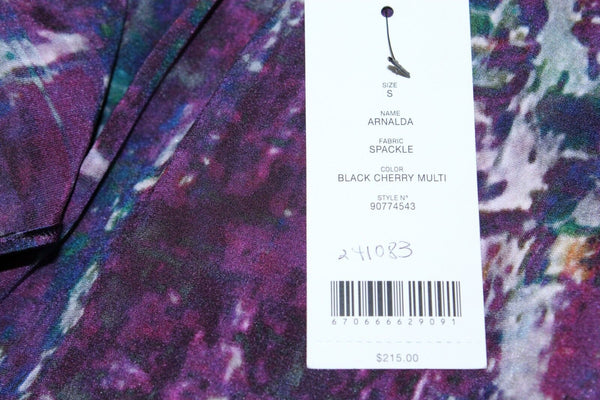 SIZE
S
NAME
ARNALDA
FABRIC
SPACKLE
COLOR
BLACK CHERRY MULTI
STYLE N°
90774543
241083
670666629091
$215.00